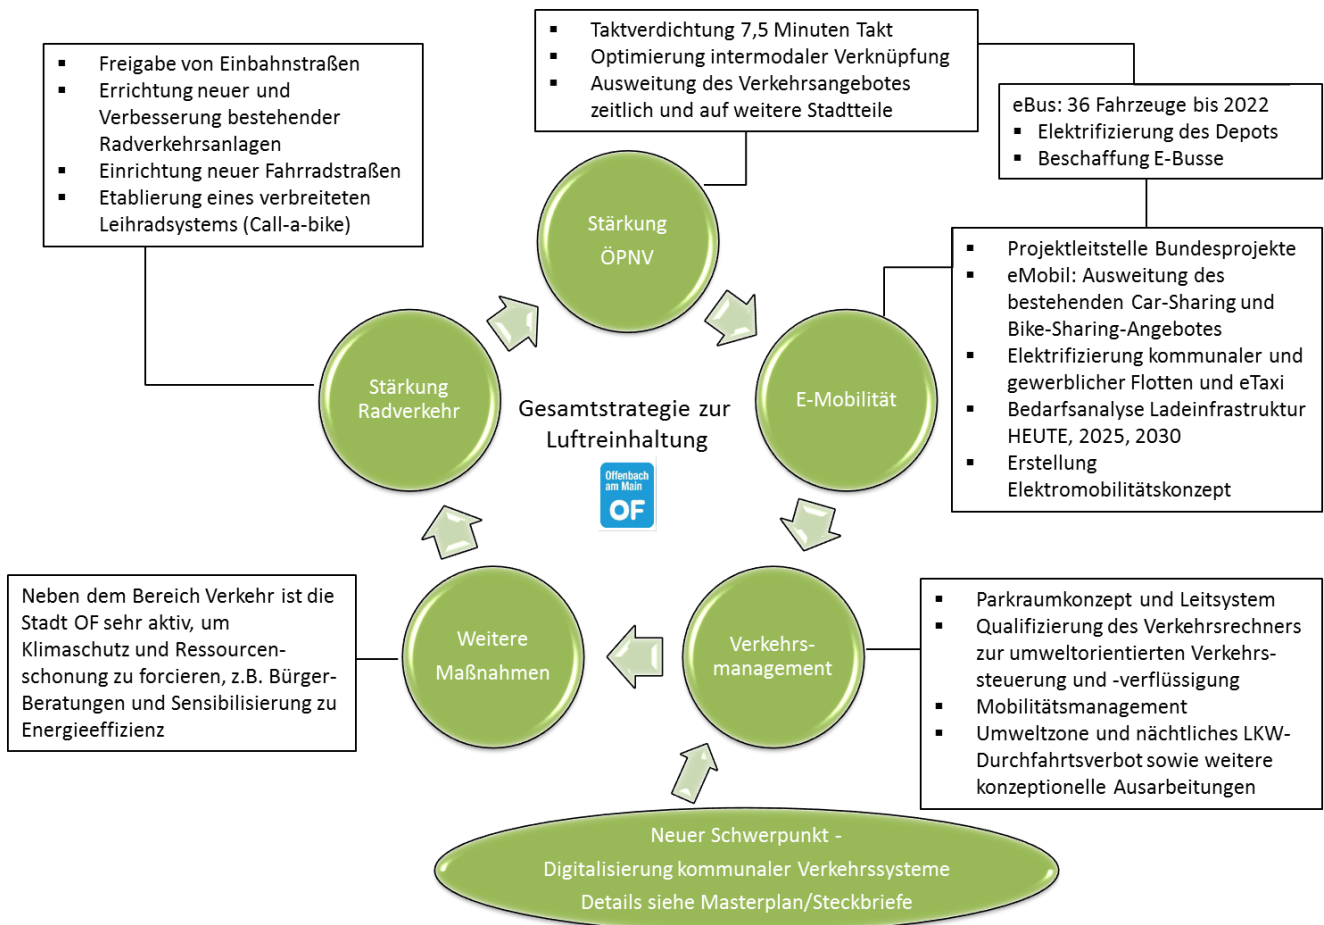 ▪ Taktverdichtung 7,5 Minuten Takt
▪ Optimierung intermodaler Verknüpfung
▪ Ausweitung des Verkehrsangebotes
zeitlich und auf weitere Stadtteile
▪ Freigabe von Einbahnstraßen
▪ Errichtung neuer und
Verbesserung bestehender
Radverkehrsanlagen
▪ Einrichtung neuer Fahrradstraßen
▪ Etablierung eines verbreiteten
Leihradsystems (Call-a-bike)
eBus: 36 Fahrzeuge bis 2022
▪ Elektrifizierung des Depots
▪ Beschaffung E-Busse
Stärkung
ÖPNV
▪ Projektleitstelle Bundesprojekte
▪ eMobil: Ausweitung des
bestehenden Car-Sharing und
Bike-Sharing-Angebotes
▪ Elektrifizierung kommunaler und
gewerblicher Flotten und eTaxi
▪ Bedarfsanalyse Ladeinfrastruktur
HEUTE, 2025, 2030
▪ Erstellung
Elektromobilitätskonzept
Stärkung
Radverkehr
Gesamtstrategie zur
Luftreinhaltung
Offenbach
am Main
OF
E-Mobilität
Neben dem Bereich Verkehr ist die
Stadt OF sehr aktiv, um
Klimaschutz und Ressourcen-
schonung zu forcieren, z.B. Bürger-
Beratungen und Sensibilisierung zu
Energieeffizienz
Weitere
Maßnahmen
Verkehrs-
management
▪ Parkraumkonzept und Leitsystem
▪ Qualifizierung des Verkehrsrechners
zur umweltorientierten Verkehrs-
steuerung und -verflüssigung
▪ Mobilitätsmanagement
▪ Umweltzone und nächtliches LKW-
Durchfahrtsverbot sowie weitere
konzeptionelle Ausarbeitungen
Neuer Schwerpunkt -
Digitalisierung kommunaler Verkehrssysteme
Details siehe Masterplan/Steckbriefe